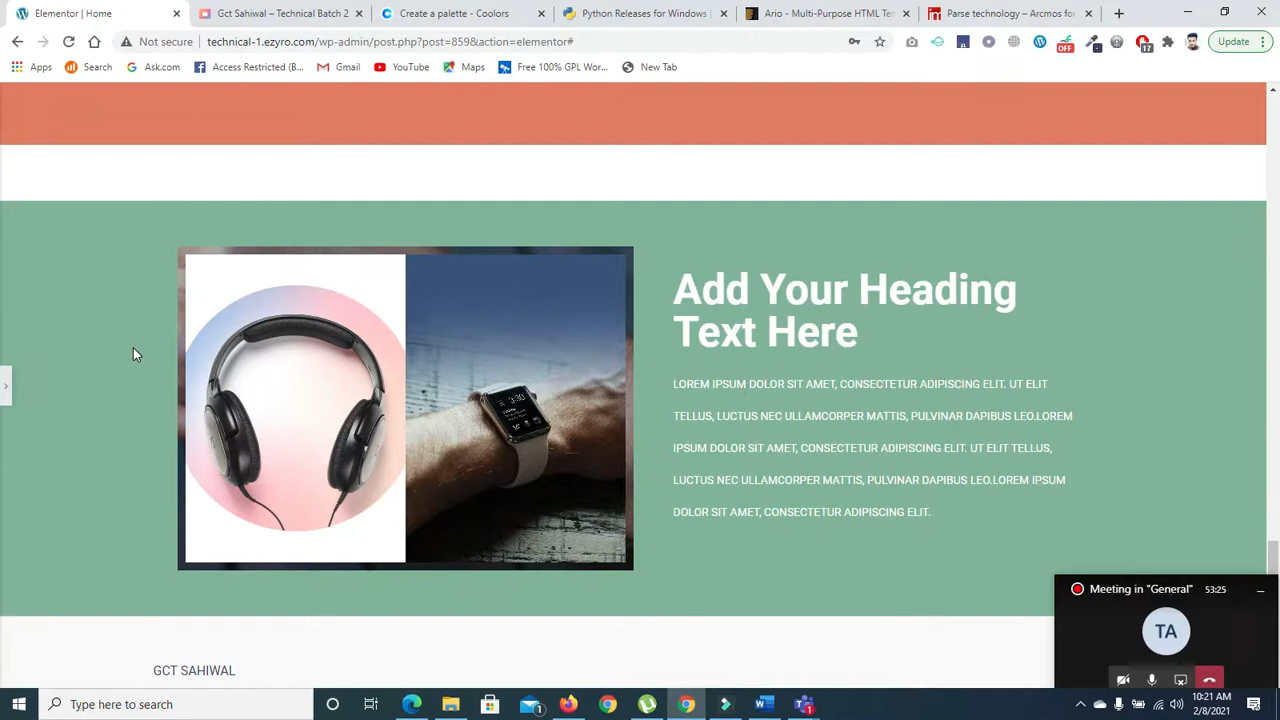 Elementor | Home
Gct Sahiwal – Technical Batch 2
Create a palette - Coolors
Python Releases for Windows
Ario - Multi-Purpose HTML Tem
Parse technology – Arcmos for
Not secure technical-1.ezyro.com/wp-admin/post.php?post=859&action=elementor#
OFF
17
Update
Apps
Search
Ask.com
Access Restricted (B...
Gmail
YouTube
Maps
Free 100% GPL Wor...
New Tab
3:30
Add Your Heading
Text Here
LOREM IPSUM DOLOR SIT AMET, CONSECTETUR ADIPISCING ELIT. UT ELIT
TELLUS, LUCTUS NEC ULLAMCORPER MATTIS, PULVINAR DAPIBUS LEO.LOREM
IPSUM DOLOR SIT AMET, CONSECTETUR ADIPISCING ELIT. UT ELIT TELLUS,
LUCTUS NEC ULLAMCORPER MATTIS, PULVINAR DAPIBUS LEO.LOREM IPSUM
DOLOR SIT AMET, CONSECTETUR ADIPISCING ELIT.
Meeting in "General" 53:25
TA
GCT SAHIWAL
Type here to search
10:21 AM
2/8/2021